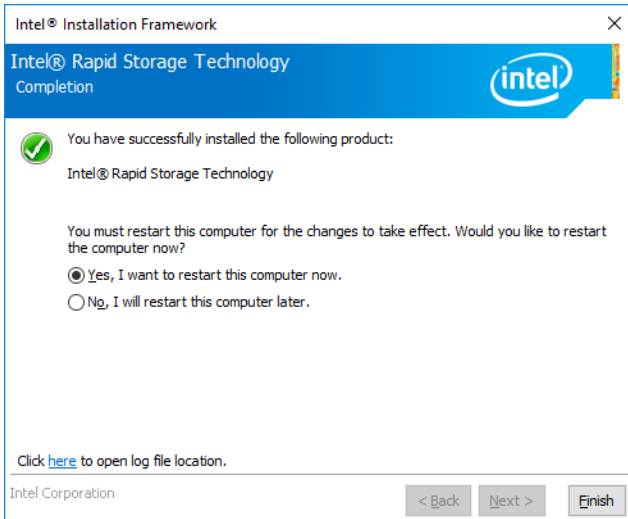 Intel® Installation Framework
Intel® Rapid Storage Technology
Completion
intel
You have successfully installed the following product:
Intel® Rapid Storage Technology
You must restart this computer for the changes to take effect. Would you like to restart
the computer now?
Yes, I want to restart this computer now.
No, I will restart this computer later.
Click here to open log file location.
Intel Corporation
< Back
Next >
Finish